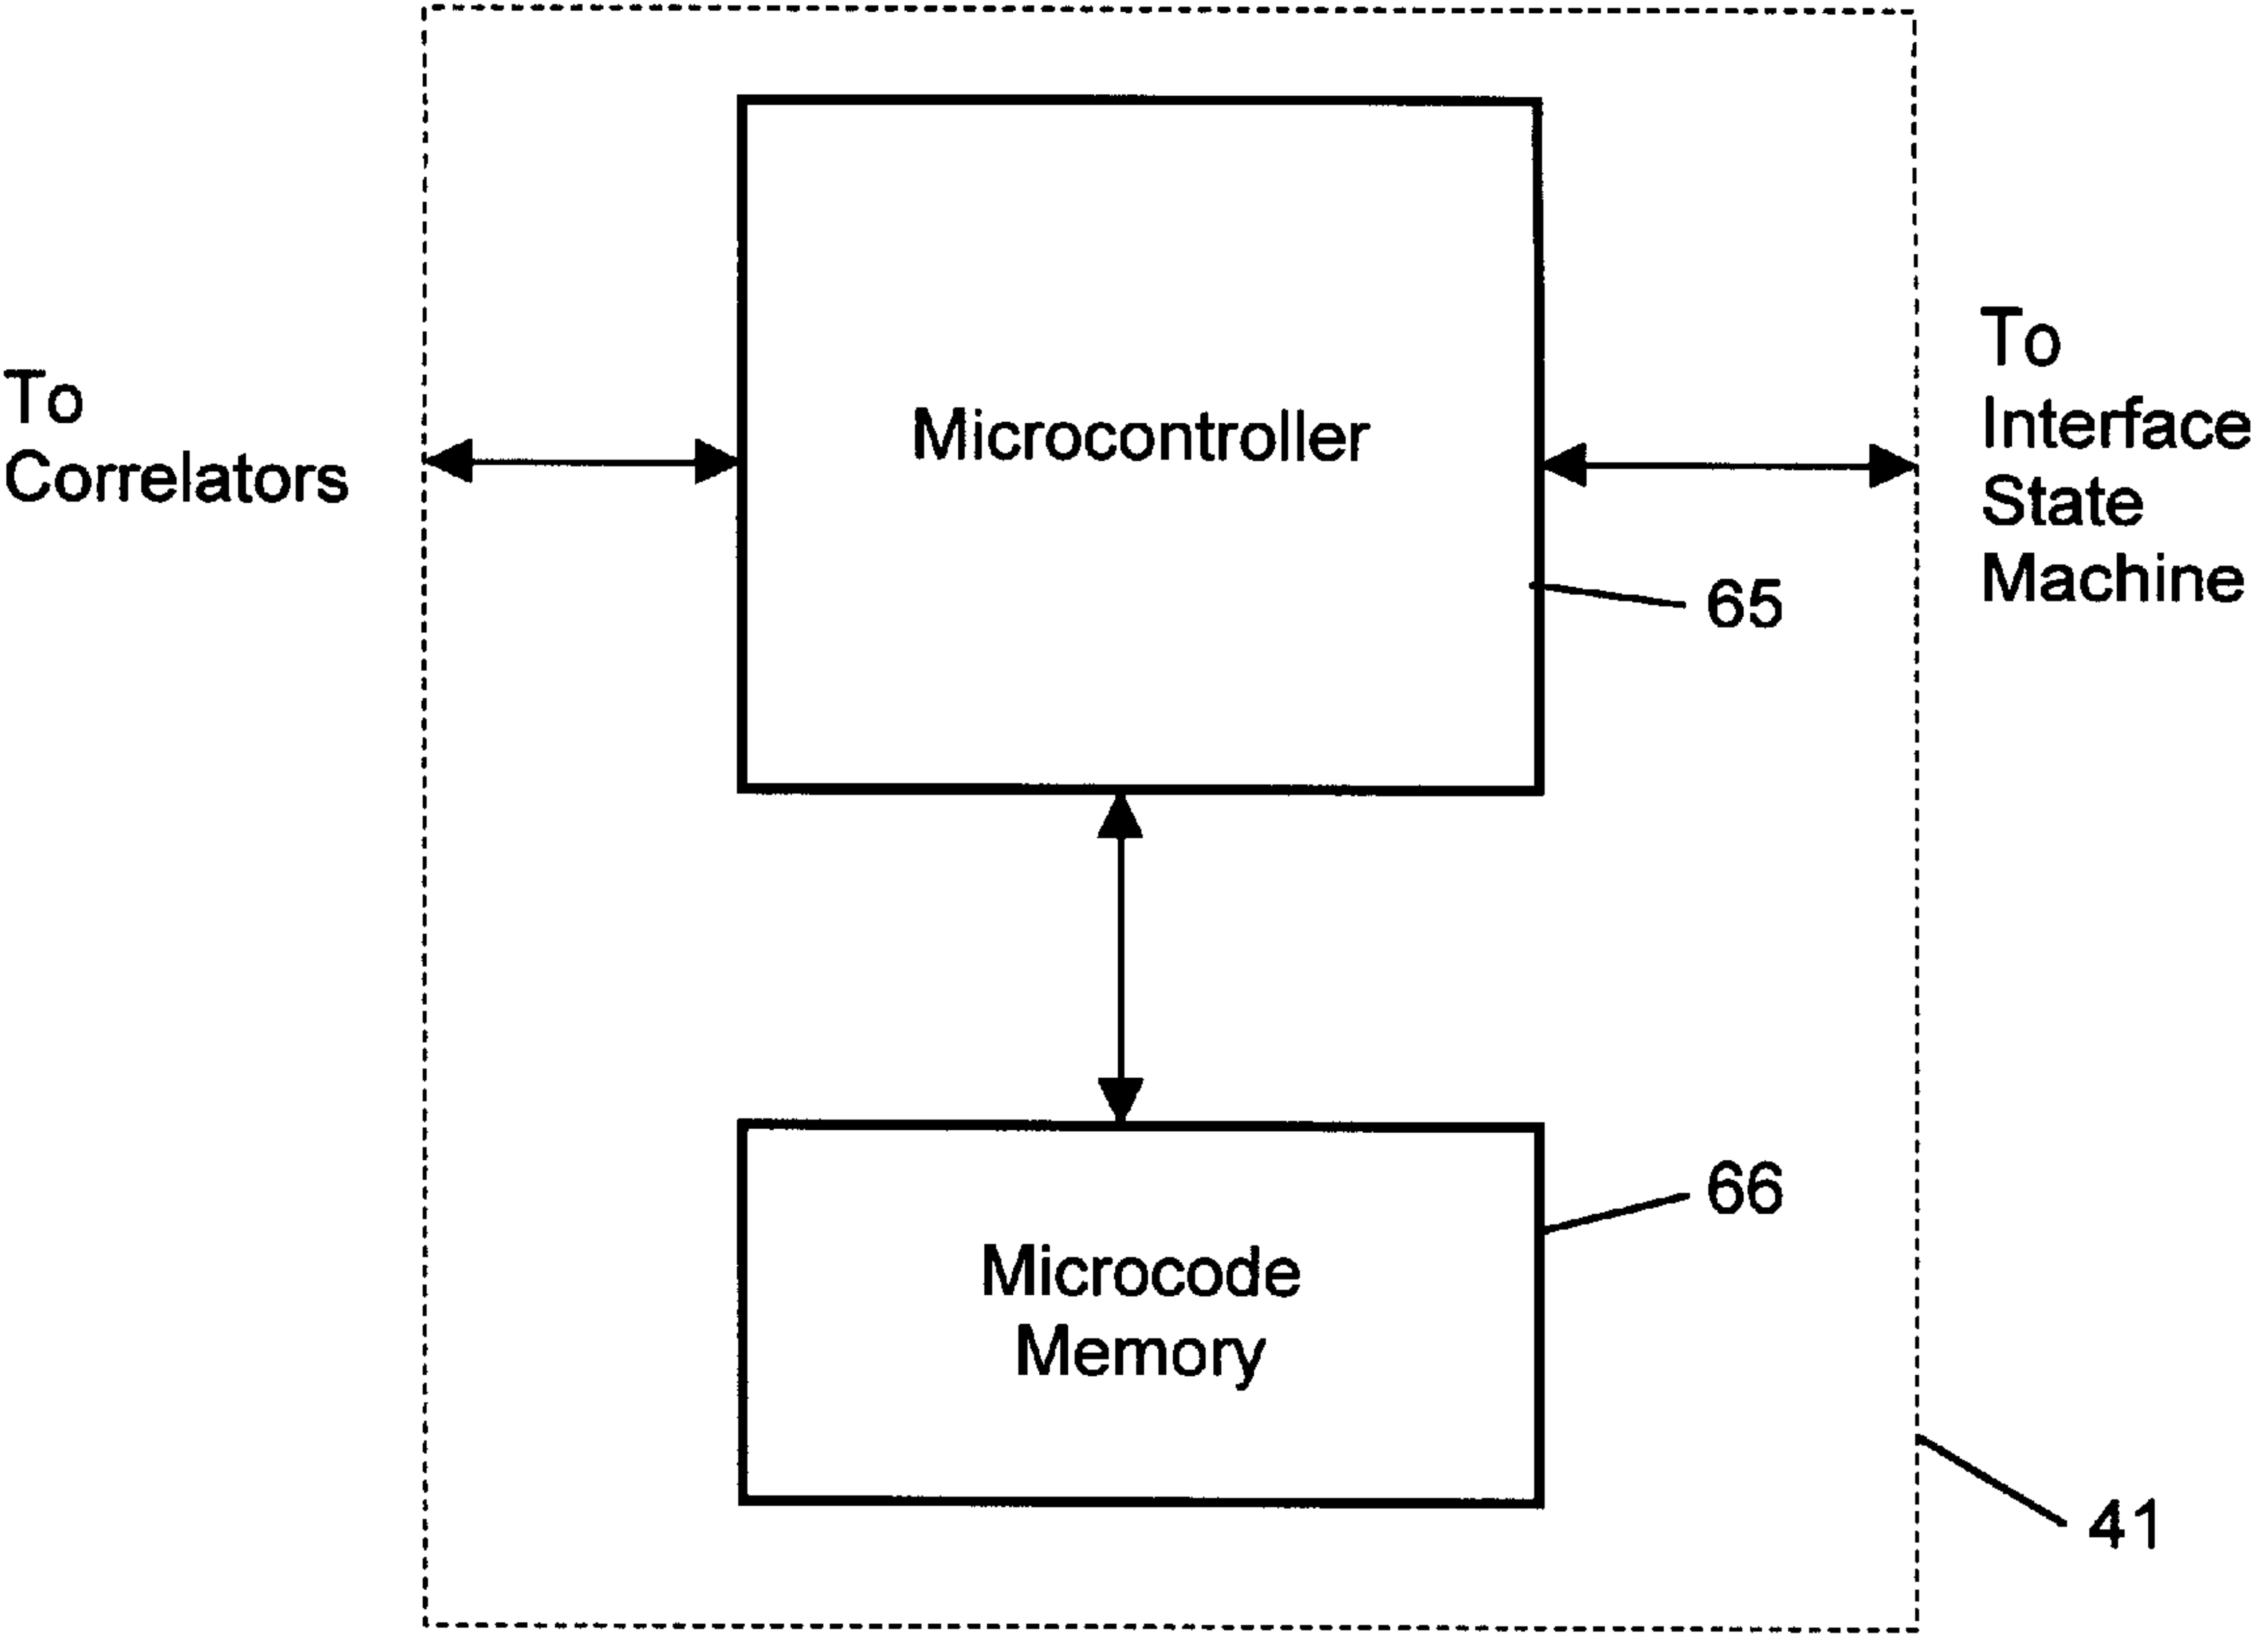 To
Correlators
Microcontroller
To
Interface
State
Machine
65
66
Microcode
Memory
41